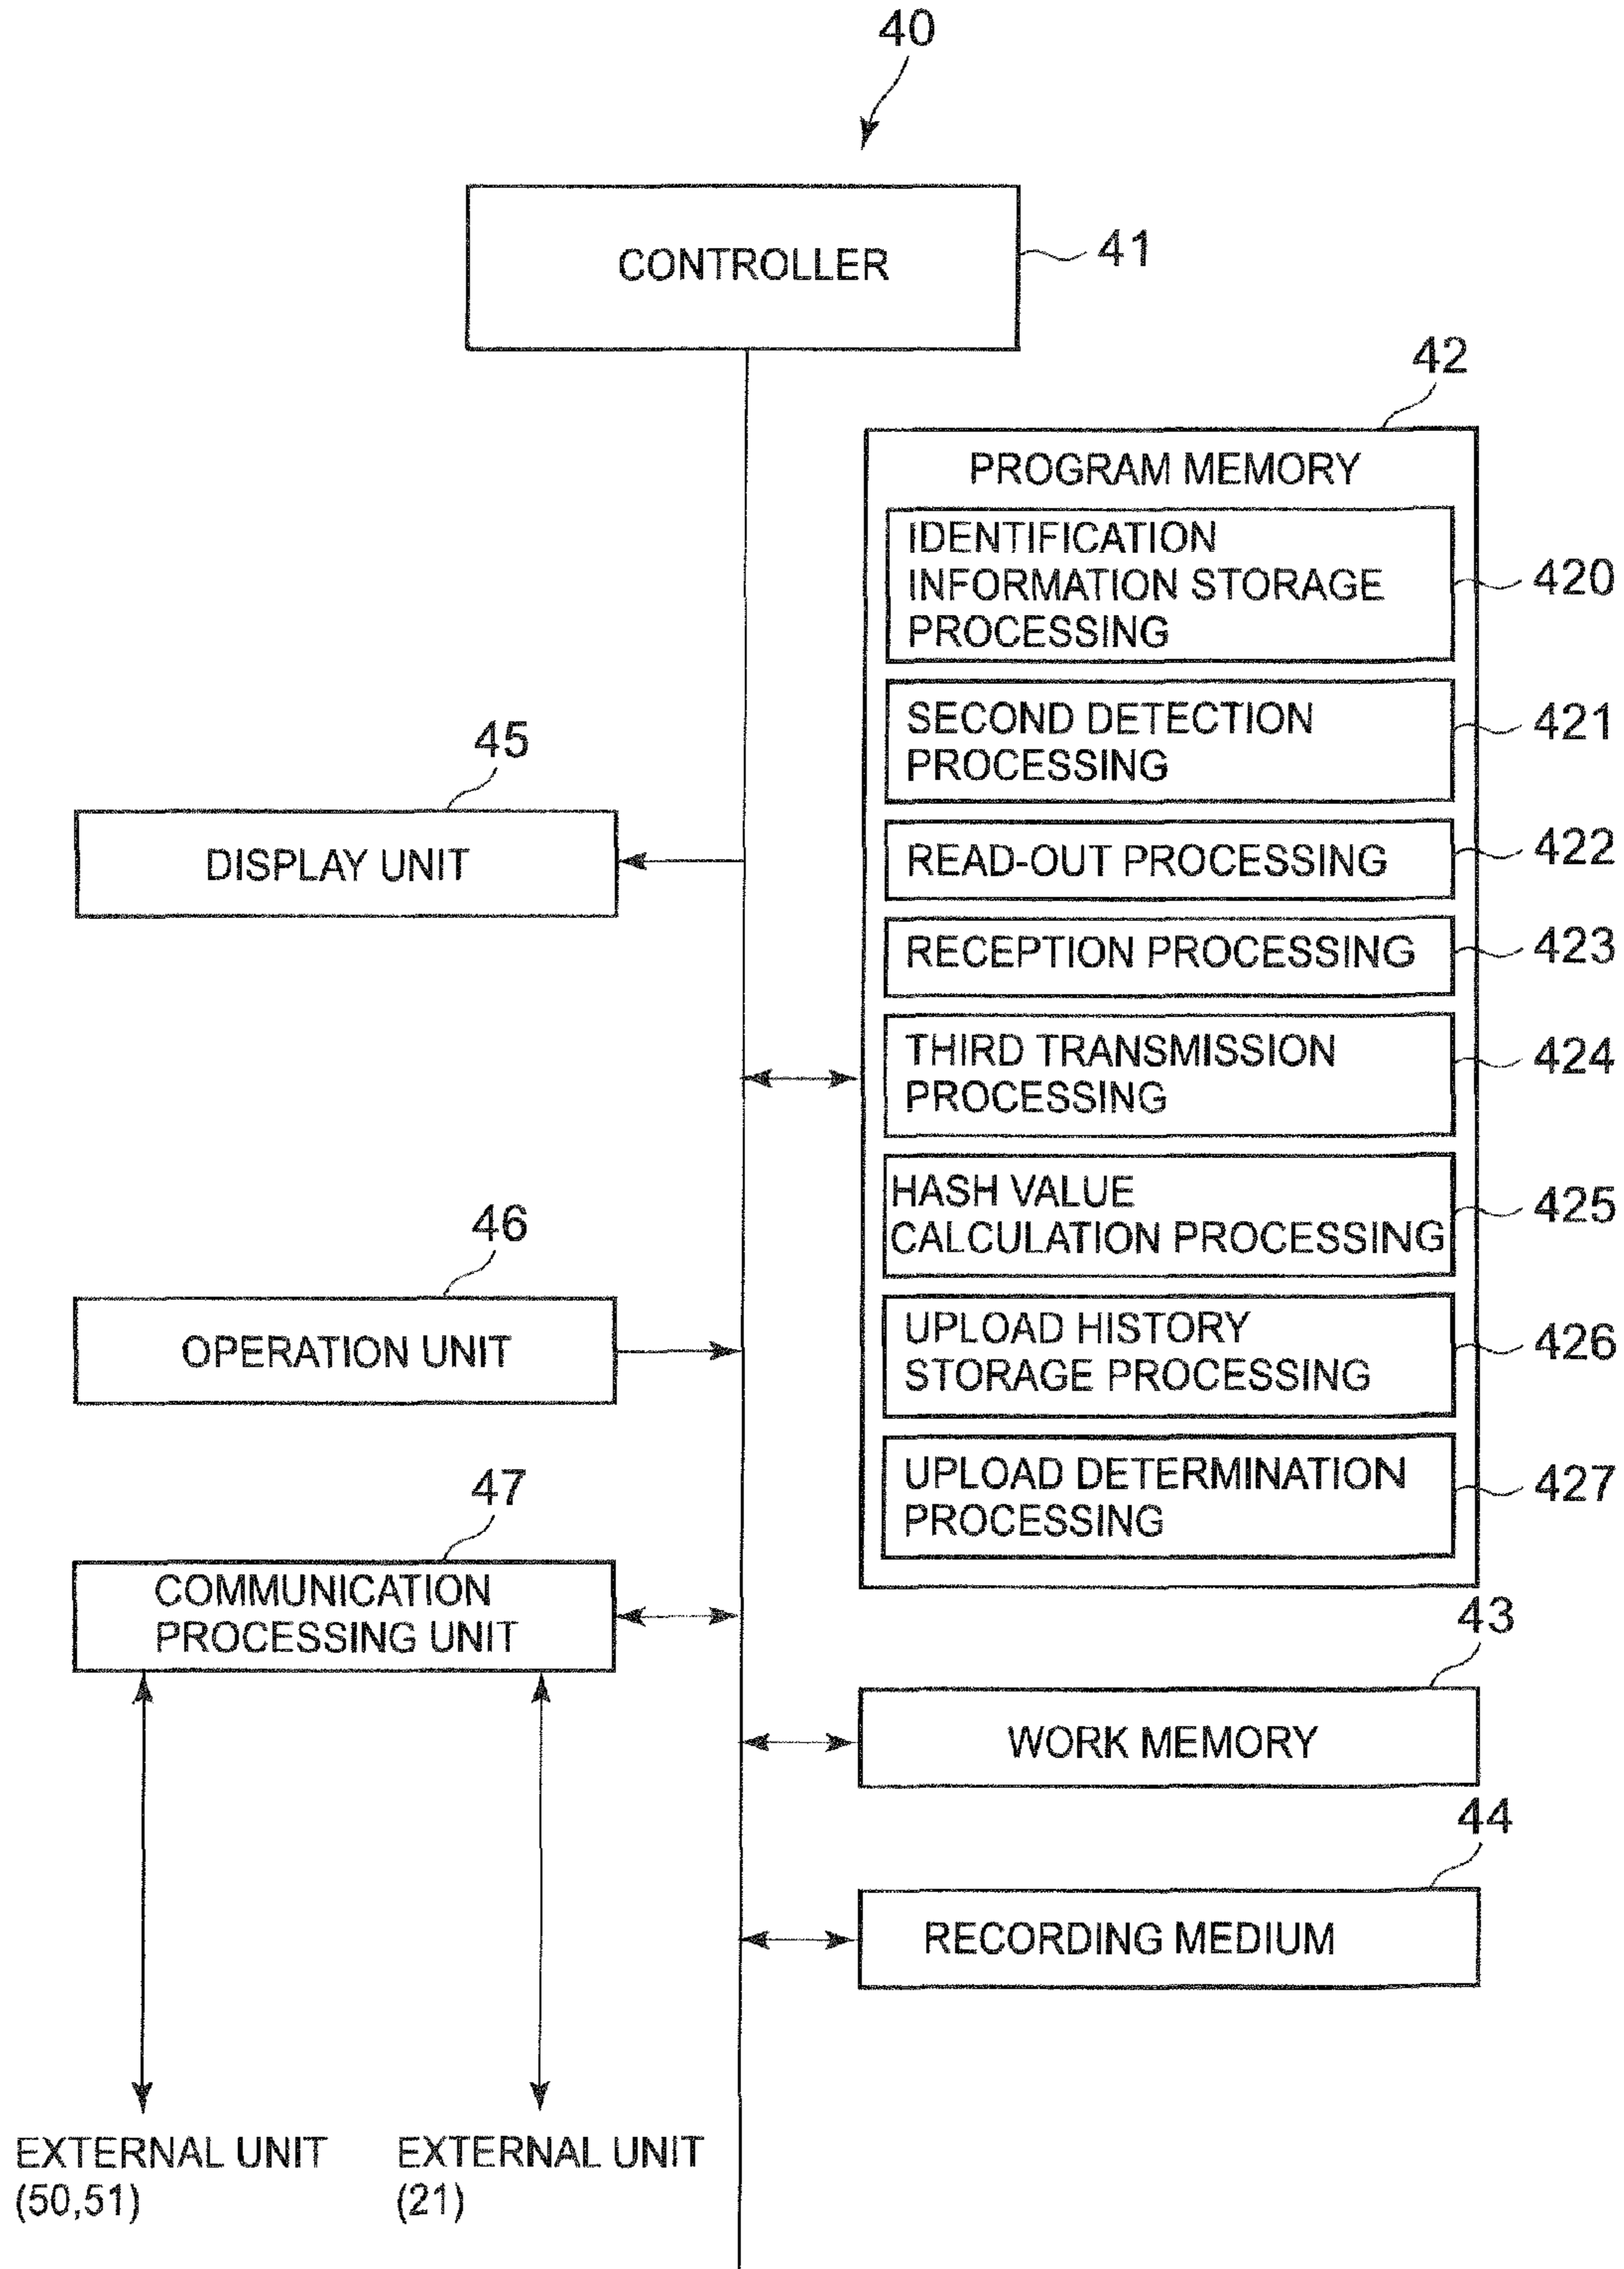 40
CONTROLLER
41
42
PROGRAM MEMORY
IDENTIFICATION
INFORMATION STORAGE
PROCESSING
420
SECOND DETECTION
PROCESSING
421
READ-OUT PROCESSING
422
RECEPTION PROCESSING
423
THIRD TRANSMISSION
PROCESSING
424
HASH VALUE
CALCULATION PROCESSING
425
UPLOAD HISTORY
STORAGE PROCESSING
426
UPLOAD DETERMINATION
PROCESSING
427
45
DISPLAY UNIT
46
OPERATION UNIT
47
COMMUNICATION
PROCESSING UNIT
43
WORK MEMORY
44
RECORDING MEDIUM
EXTERNAL UNIT
(50,51)
EXTERNAL UNIT
(21)